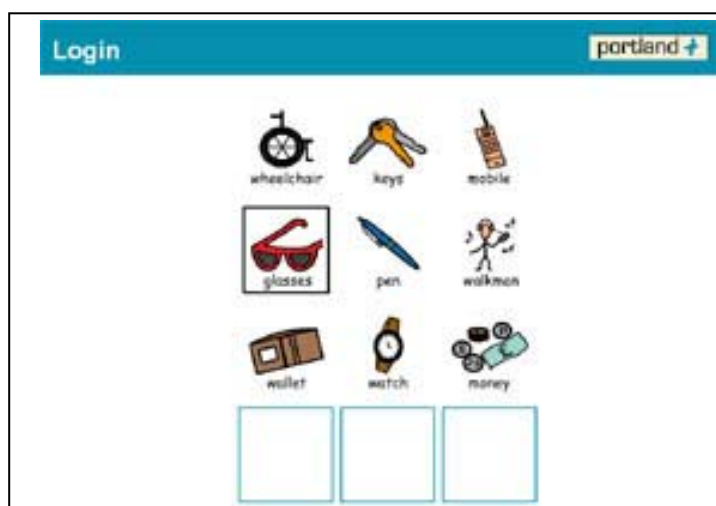 Login
portland
wheelchair keys mobile
glasses pen walkman
wallet watch money